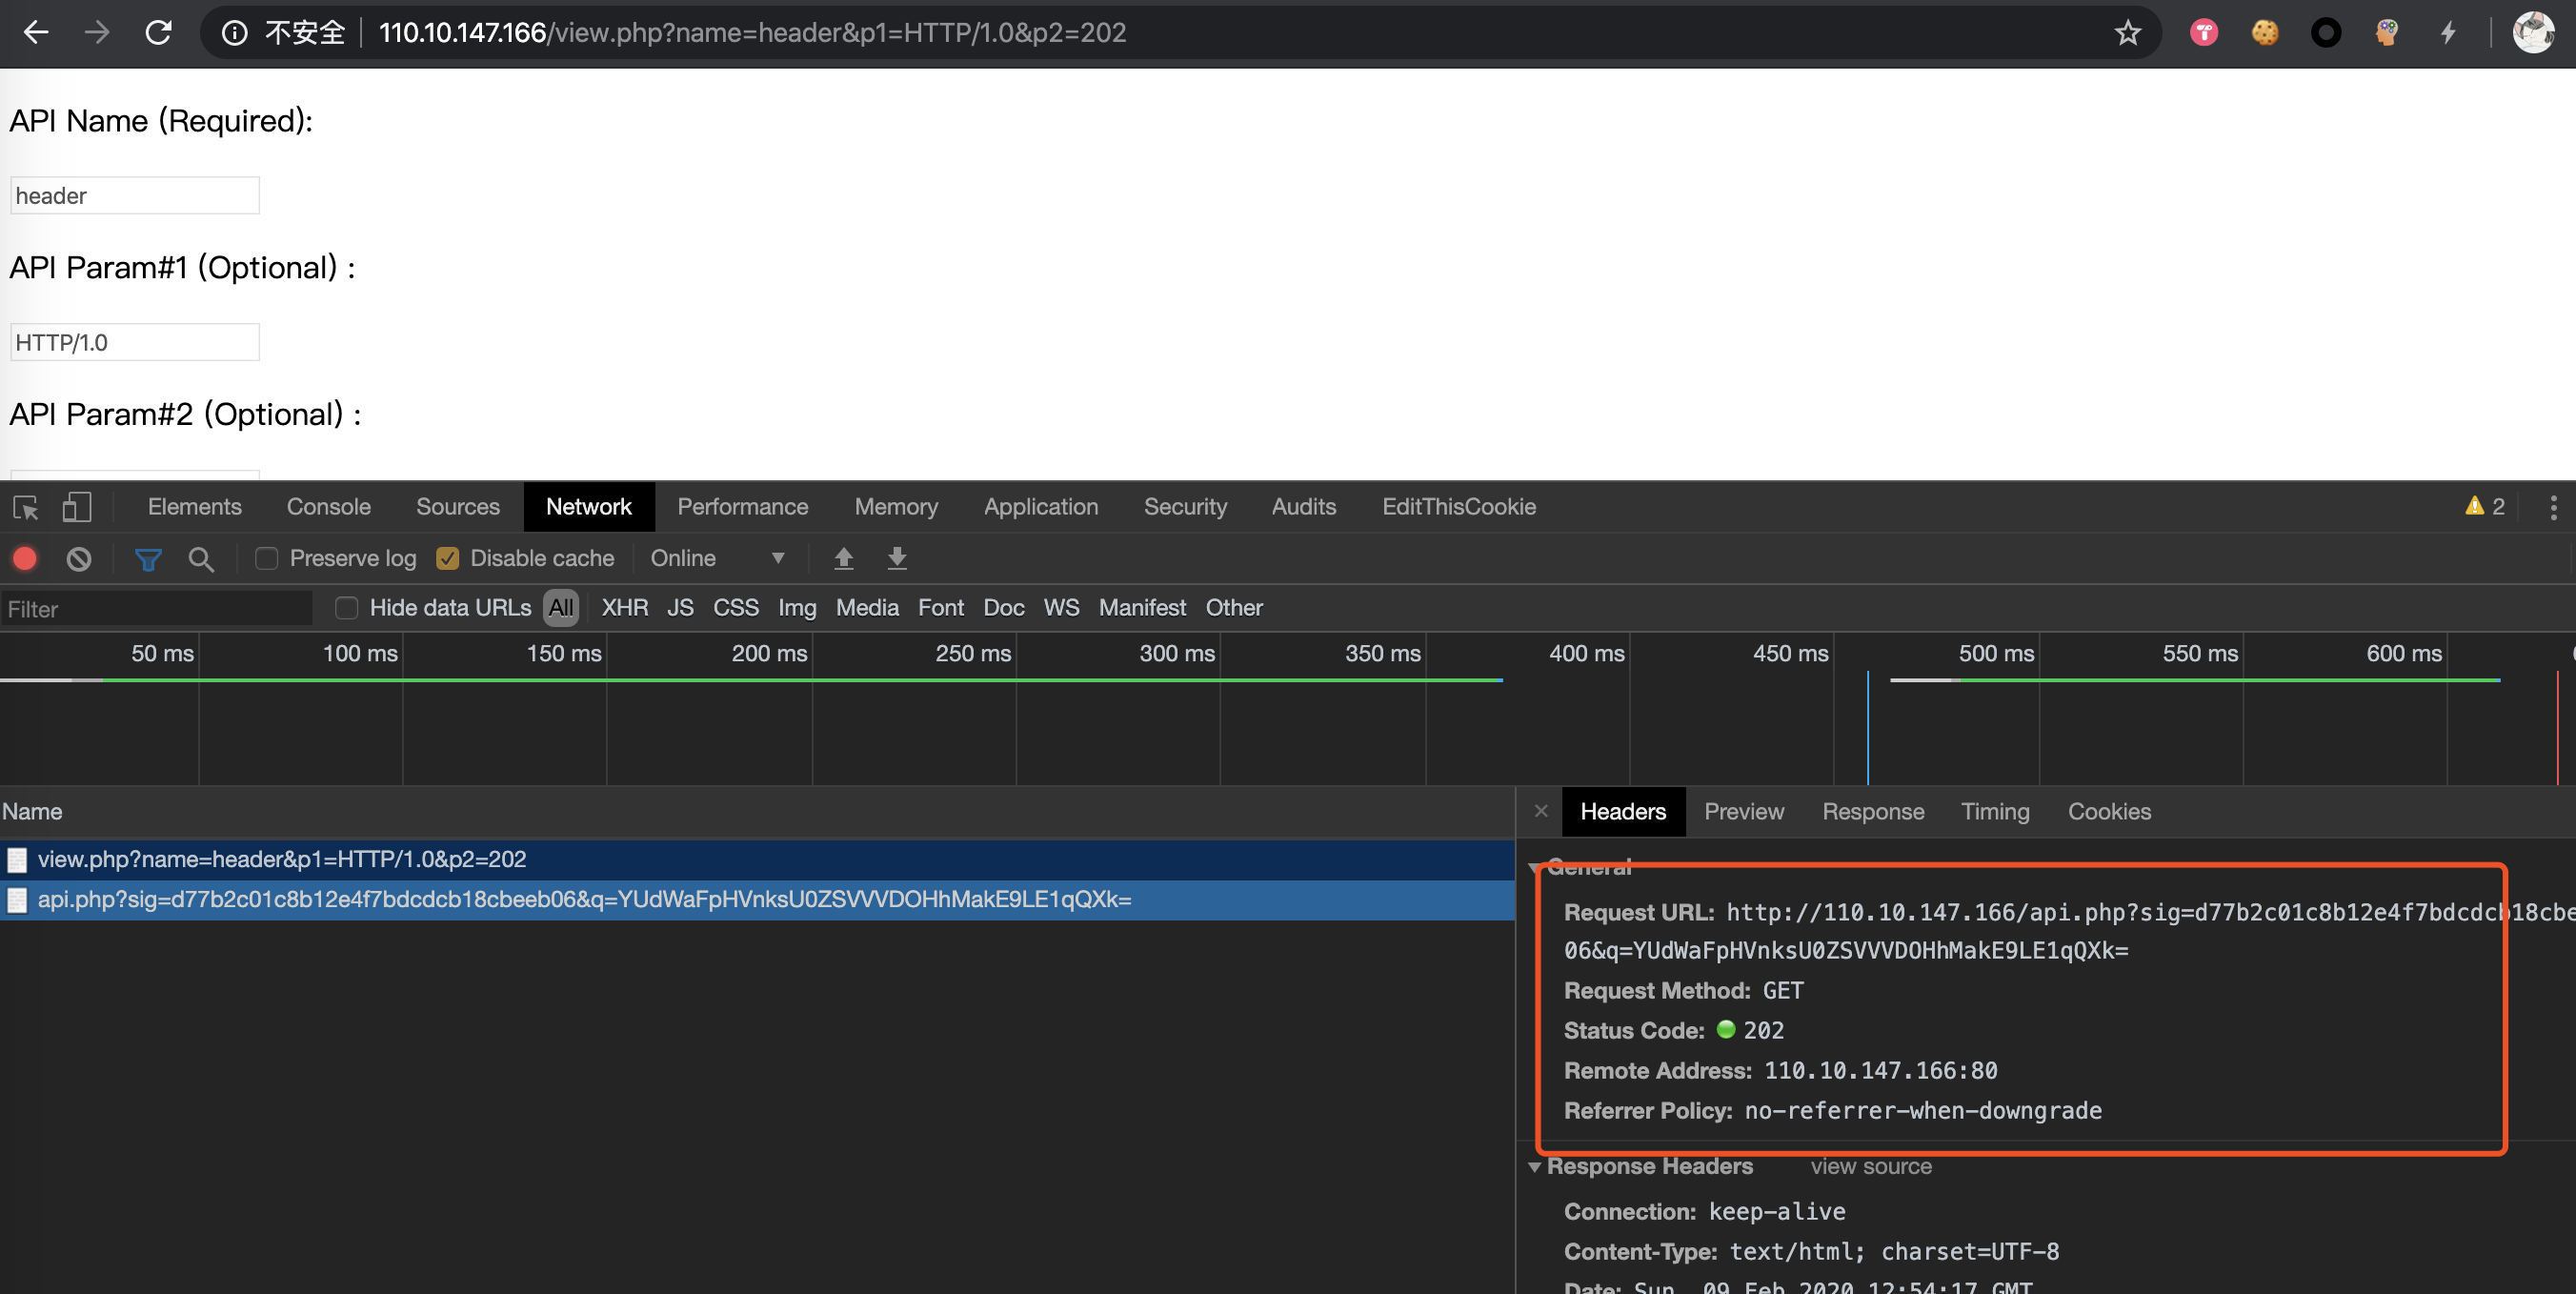 不安全 110.10.147.166/view.php?name=header&p1=HTTP/1.0&p2=202
API Name (Required):
header
API Param#1 (Optional) :
HTTP/1.0
API Param#2 (Optional) :
Elements Console Sources Network Performance Memory Application Security Audits EditThisCookie 2
Preserve log Disable cache Online
Filter Hide data URLs All XHR JS CSS Img Media Font Doc WS Manifest Other
50 ms 100 ms 150 ms 200 ms 250 ms 300 ms 350 ms 400 ms 450 ms 500 ms 550 ms 600 ms
Name
view.php?name=header&p1=HTTP/1.0&p2=202
api.php?sig=d77b2c01c8b12e4f7bdcdcb18cbeeb06&q=YUdWaFpHVnksU0ZSVVVDOHhMakE9LE1qQXk=
Headers Preview Response Timing Cookies
General
Request URL: http://110.10.147.166/api.php?sig=d77b2c01c8b12e4f7bdcdcb18cbe
06&q=YUdWaFpHVnksU0ZSVVVDOHhMakE9LE1qQXk=
Request Method: GET
Status Code: 202
Remote Address: 110.10.147.166:80
Referrer Policy: no-referrer-when-downgrade
Response Headers view source
Connection: keep-alive
Content-Type: text/html; charset=UTF-8
Date: Sun, 09 Feb 2020 12:54:17 GMT